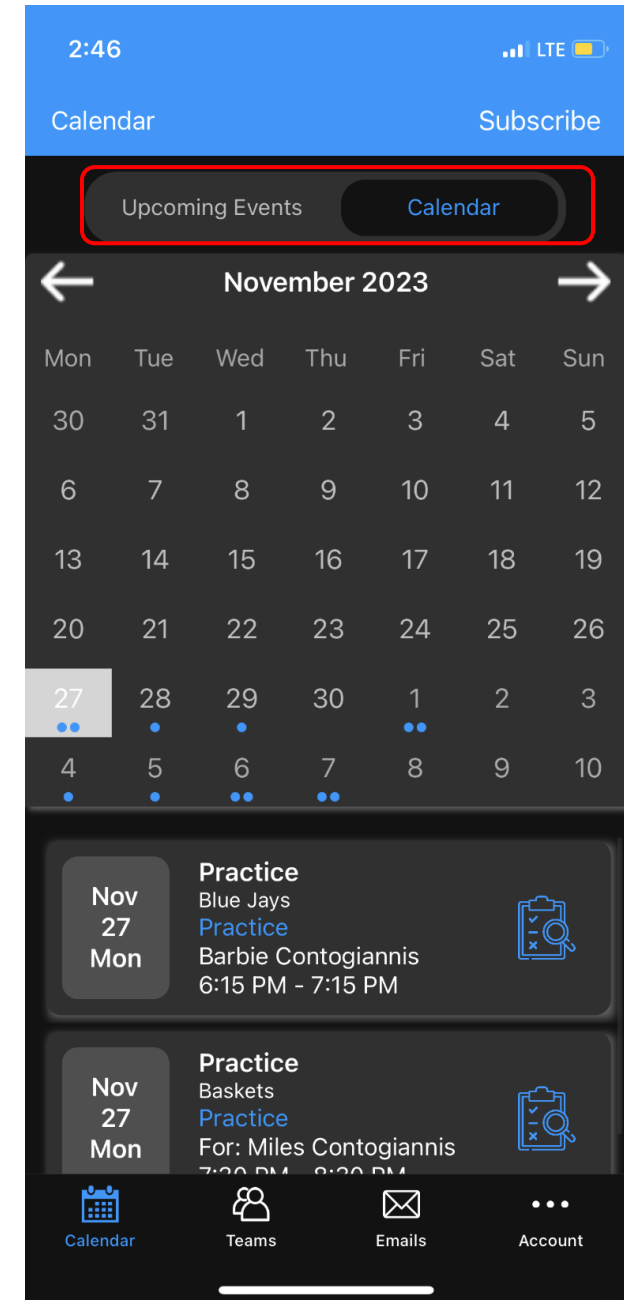 2:46 LTE
Calendar Subscribe
Upcoming Events Calendar
November 2023
Mon Tue Wed Thu Fri Sat Sun
30 31 1 2 3 4 5
6 7 8 9 10 11 12
13 14 15 16 17 18 19
20 21 22 23 24 25 26
27 28 29 30 1 2 3
4 5 6 7 8 9 10
Nov
27
Mon
Practice
Blue Jays
Practice
Barbie Contogiannis
6:15 PM - 7:15 PM
Nov
27
Mon
Practice
Baskets
Practice
For: Miles Contogiannis
Calendar Teams Emails Account